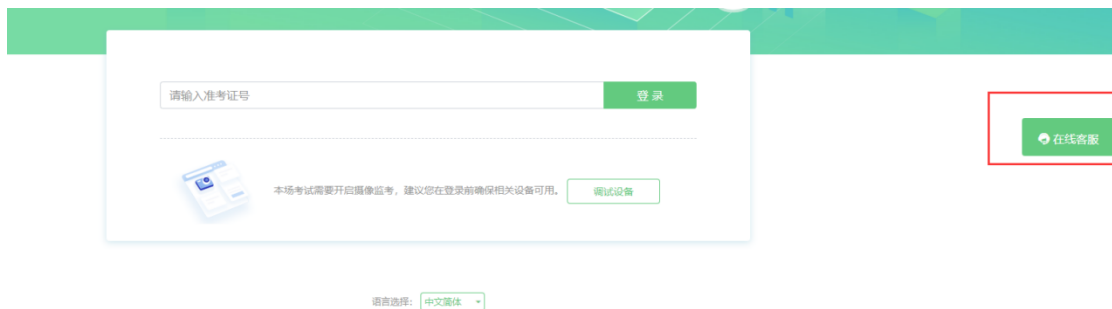 请输入准考证号
登 录
在线客服
本场考试需要开启摄像监考，建议您在登录前确保相关设备可用。
调试设备
语言选择：
中文简体